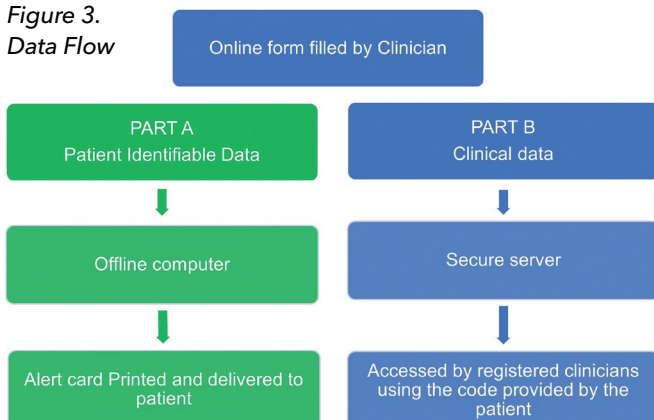 Figure 3.
Data Flow
Online form filled by Clinician
PART A
Patient Identifiable Data
PART B
Clinical data
Offline computer
Secure server
Alert card Printed and delivered to
patient
Accessed by registered clinicians
using the code provided by the
patient